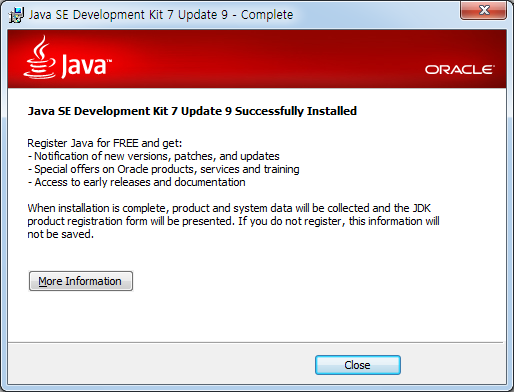 Java SE Development Kit 7 Update 9 - Complete
Java™
ORACLE®
Java SE Development Kit 7 Update 9 Successfully Installed
Register Java for FREE and get:
- Notification of new versions, patches, and updates
- Special offers on Oracle products, services and training
- Access to early releases and documentation
When installation is complete, product and system data will be collected and the JDK
product registration form will be presented. If you do not register, this information will
not be saved.
More Information
Close